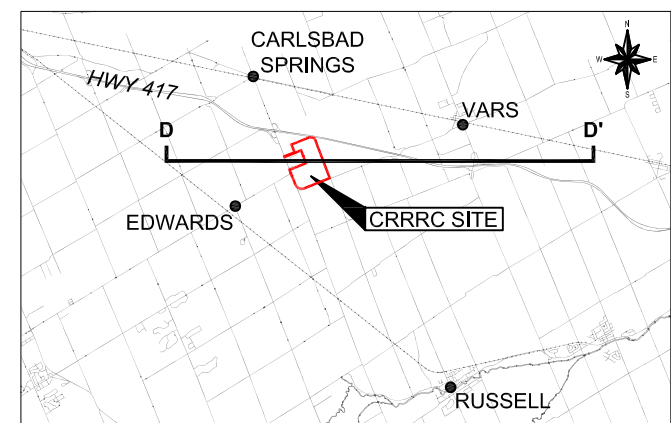 CARLSBAD
SPRINGS
N
W
E
S
HWY 417
VARS
D
D'
EDWARDS
CRRRC SITE
RUSSELL